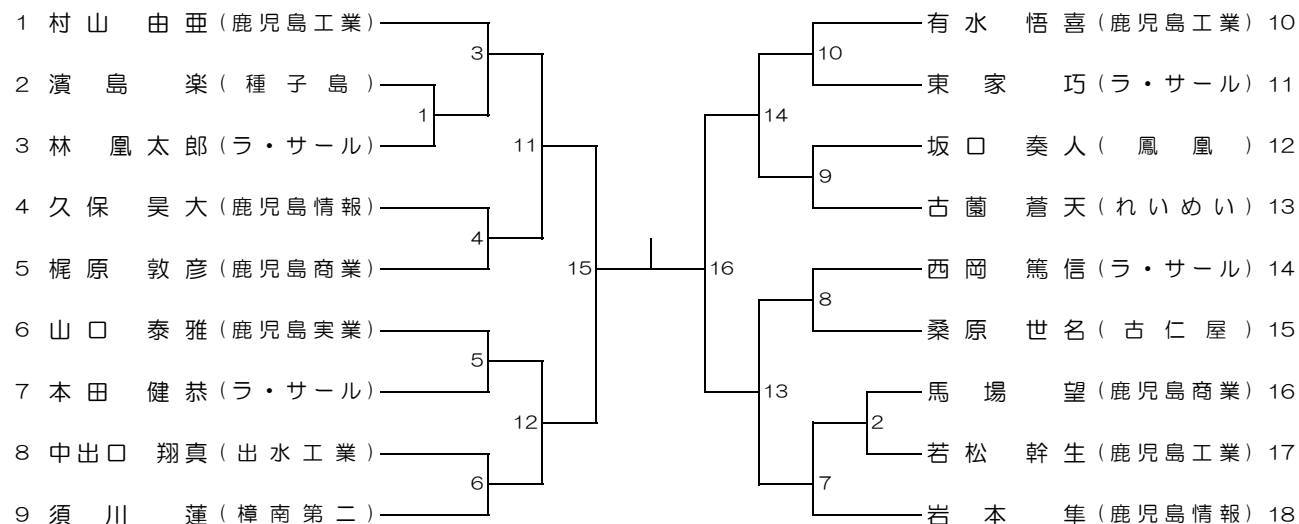 1 村山 由亜(鹿児島工業)
2 濱島 楽(種子島)
3 林 凰太郎(ラ・サール)
4 久保 昊大(鹿児島情報)
5 梶原 敦彦(鹿児島商業)
6 山口 泰雅(鹿児島実業)
7 本田 健恭(ラ・サール)
8 中出口 翔真(出水工業)
9 須川 蓮(樟南第二)
3
1
11
4
15
5
12
6
16
10
14
9
8
13
2
7
有水 悟喜(鹿児島工業) 10
東家 巧(ラ・サール) 11
坂口 奏人(鳳凰) 12
古薗 蒼天(れいめい) 13
西岡 篤信(ラ・サール) 14
桑原 世名(古仁屋) 15
馬場 望(鹿児島商業) 16
若松 幹生(鹿児島工業) 17
岩本 隼(鹿児島情報) 18